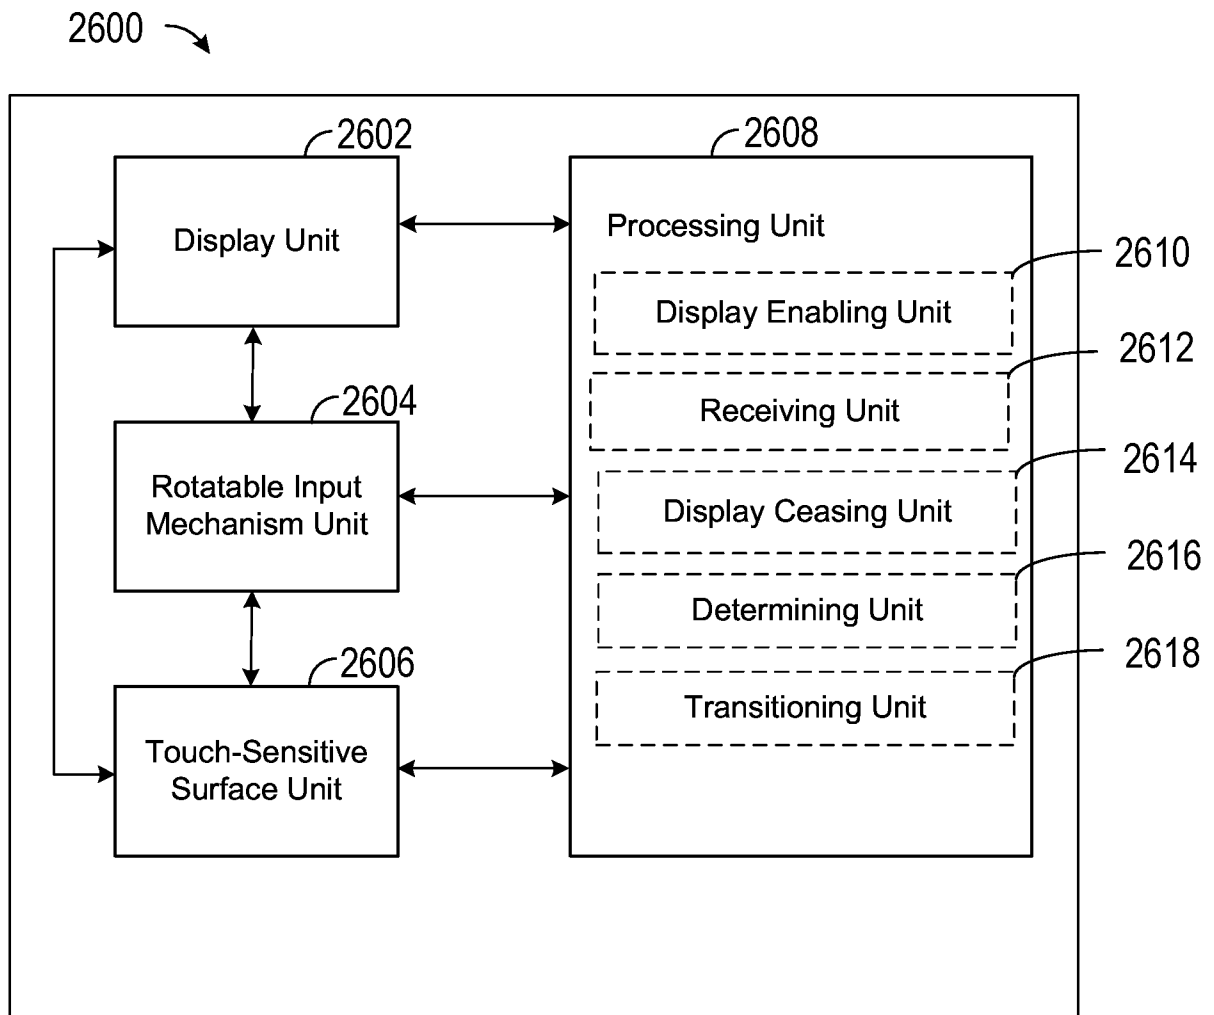 2600
2602
2608
Display Unit
Processing Unit
2610
Display Enabling Unit
2612
2604
Receiving Unit
2614
Rotatable Input
Mechanism Unit
Display Ceasing Unit
2616
Determining Unit
2606
2618
Transitioning Unit
Touch-Sensitive
Surface Unit